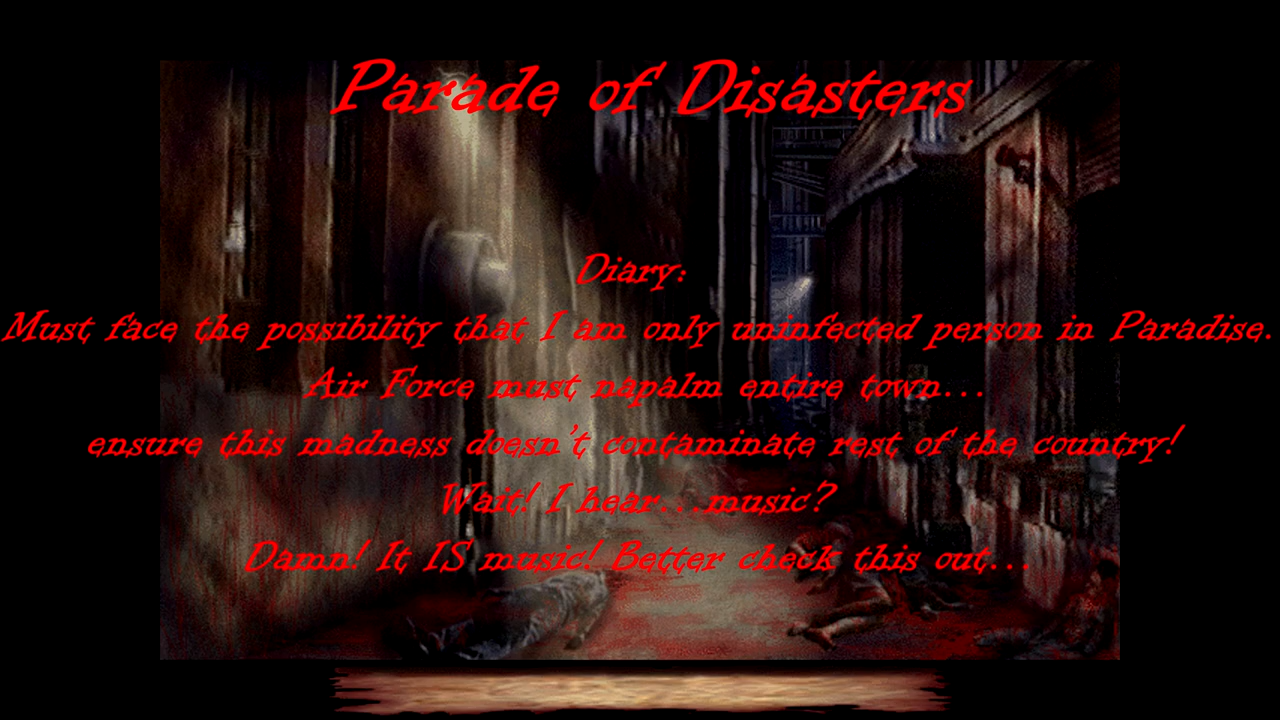 Parade of Disasters
Diary:
Must face the possibility that I am only uninfected person in Paradise.
Air Force must napalm entire town...
ensure this madness doesn't contaminate rest of the country!
Wait! I hear...music?
Damn! It IS music! Better check this out...